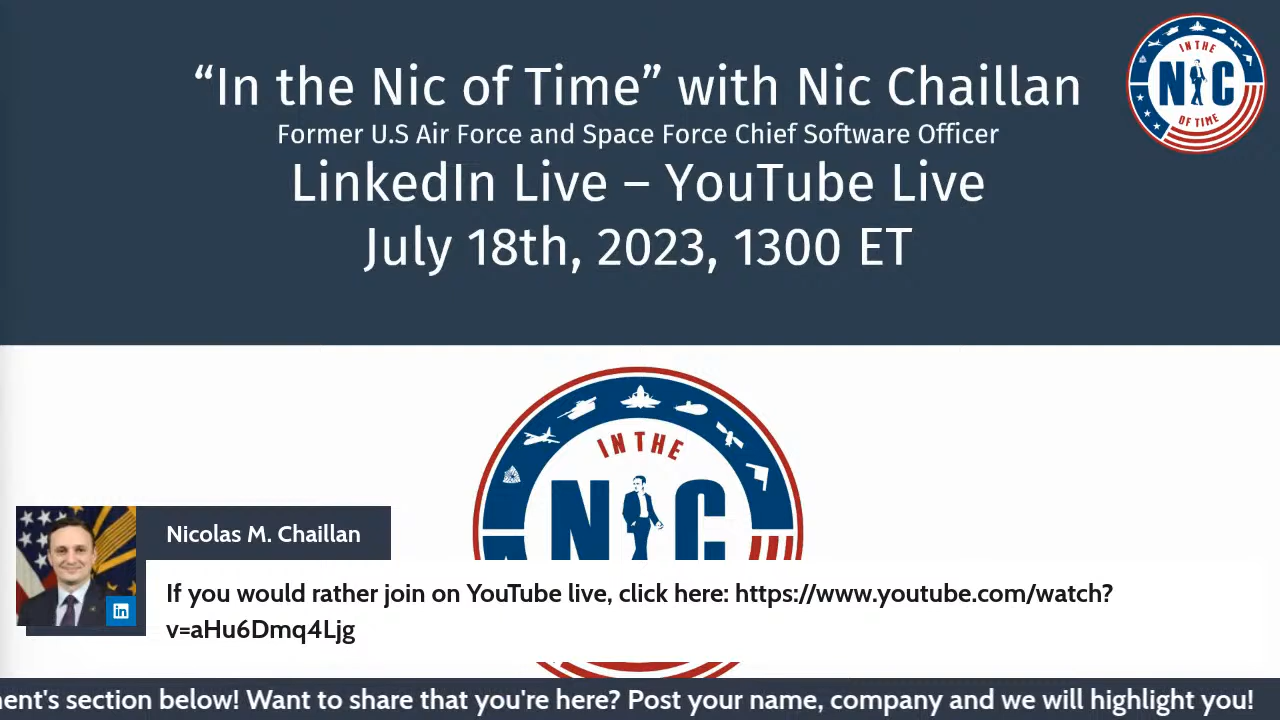 “In the Nic of Time” with Nic Chaillan
Former U.S Air Force and Space Force Chief Software Officer
LinkedIn Live – YouTube Live
July 18th, 2023, 1300 ET
IN THE
NIC
OF TIME
IN THE
NIC
Nicolas M. Chaillan
in
If you would rather join on YouTube live, click here: https://www.youtube.com/watch?
v=aHu6Dmq4Ljg
ent's section below! Want to share that you're here? Post your name, company and we will highlight you!